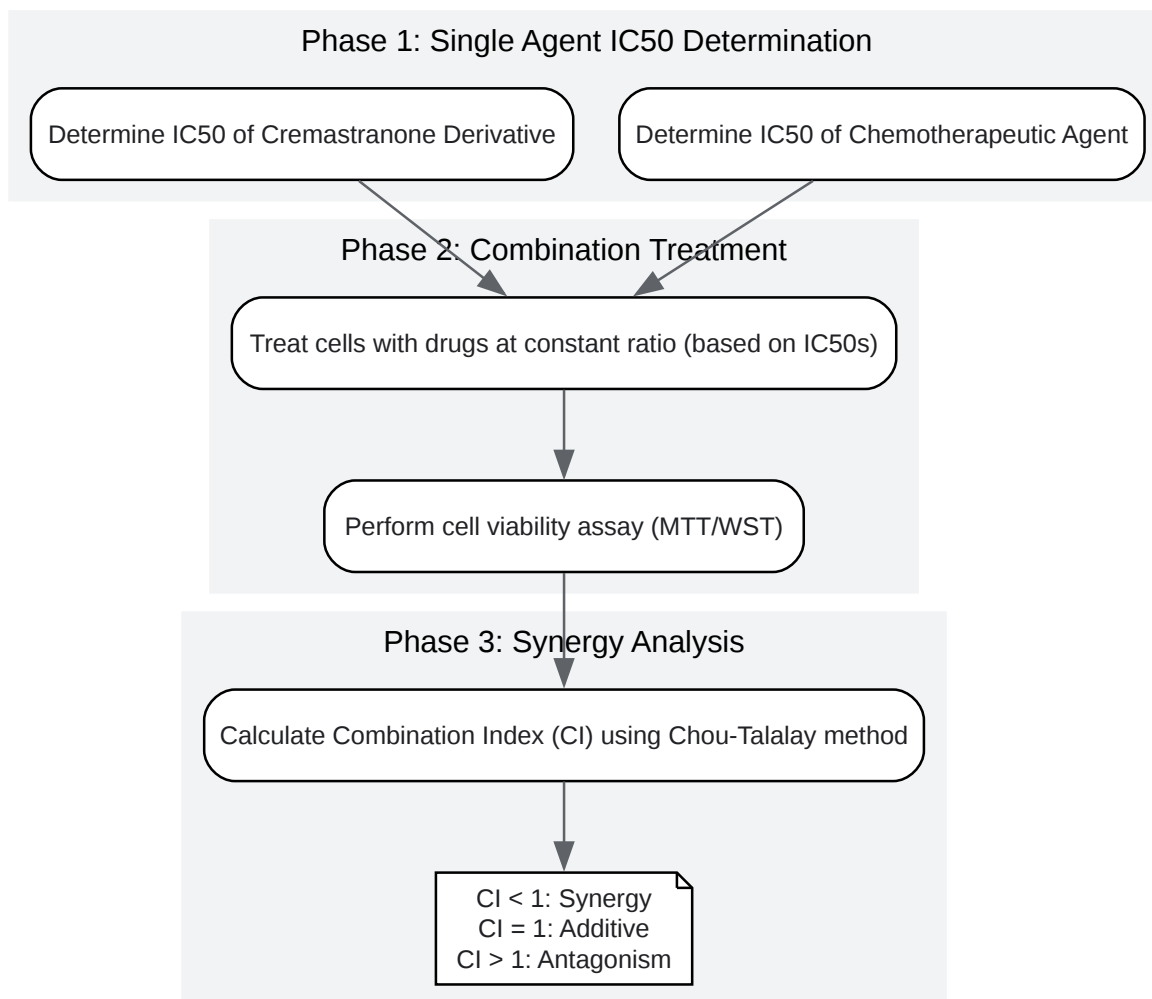 Phase 1: Single Agent IC50 Determination
Determine IC50 of Cremastranone Derivative
Determine IC50 of Chemotherapeutic Agent
Phase 2: Combination Treatment
Treat cells with drugs at constant ratio (based on IC50s)
Perform cell viability assay (MTT/WST)
Phase 3: Synergy Analysis
Calculate Combination Index (CI) using Chou-Talalay method
CI < 1: Synergy
CI = 1: Additive
CI > 1: Antagonism